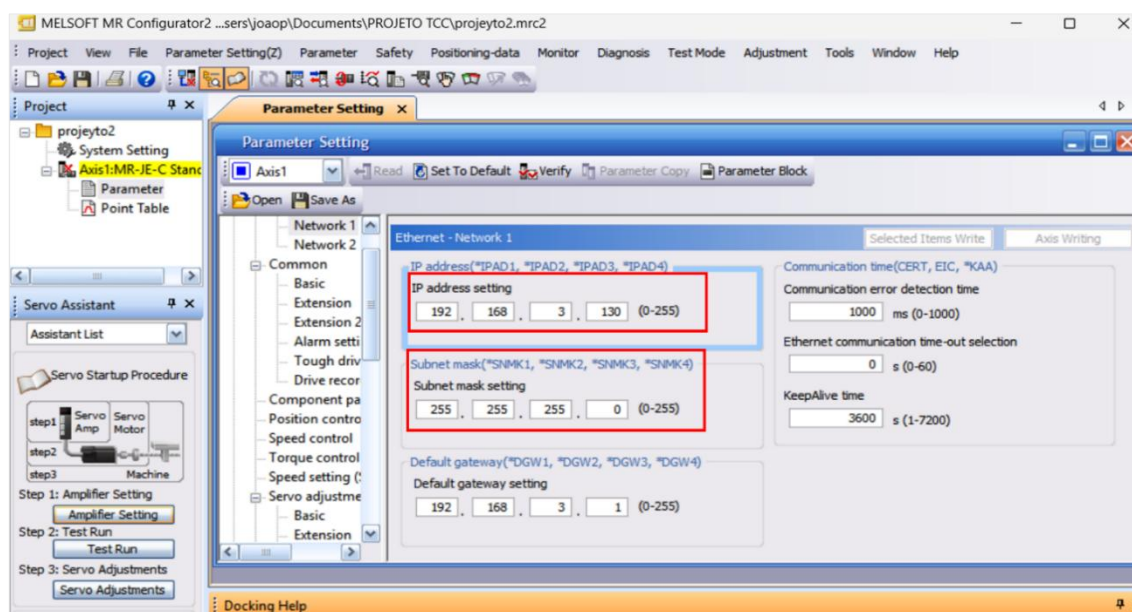 MELSOFT MR Configurator2 ...sers\joaop\Documents\PROJETO TCC\projeyto2.mrc2
Project View File Parameter Setting(Z) Parameter Safety Positioning-data Monitor Diagnosis Test Mode Adjustment Tools Window Help
Project
projeyto2
System Setting
Axis1:MR-JE-C Stanc
Parameter
Point Table
Servo Assistant
Assistant List
Servo Startup Procedure
step1 Servo Amp Servo Motor
step2
step3 Machine
Step 1: Amplifier Setting
Amplifier Setting
Step 2: Test Run
Test Run
Step 3: Servo Adjustments
Servo Adjustments
Parameter Setting
Parameter Setting
Axis1 Read Set To Default Verify Parameter Copy Parameter Block
Open Save As
Network 1
Network 2
Common
Basic
Extension
Extension 2
Alarm setti
Tough driv
Drive recor
Component pa
Position contro
Speed control
Torque control
Speed setting (
Servo adjustme
Basic
Extension
Ethernet - Network 1 Selected Items Write Axis Writing
IP address(*IPAD1, *IPAD2, *IPAD3, *IPAD4)
IP address setting
192 . 168 . 3 . 130 (0-255)
Subnet mask(*SNMK1, *SNMK2, *SNMK3, *SNMK4)
Subnet mask setting
255 . 255 . 255 . 0 (0-255)
Default gateway(*DGW1, *DGW2, *DGW3, *DGW4)
Default gateway setting
192 . 168 . 3 . 1 (0-255)
Communication time(CERT, EIC, *KAA)
Communication error detection time
1000 ms (0-1000)
Ethernet communication time-out selection
0 s (0-60)
KeepAlive time
3600 s (1-7200)
Docking Help